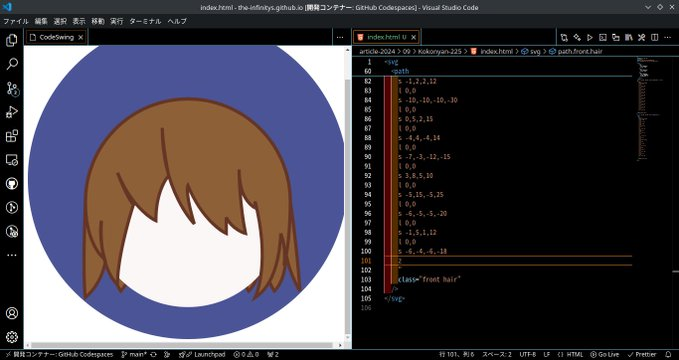 index.html - the-infinitys.github.io [開発コンテナー: GitHub Codespaces] - Visual Studio Code
ファイル 編集 選択 表示 移動 実行 ターミナル ヘルプ
CodeSwing
index.html U
article-2024 > 09 > Kokonyan-225 > index.html > svg > path.front.hair
1 <svg
60 <path
82 s -1,2,2,12
83 l 0,0
84 s -10,-10,-10,-30
85 l 0,0
86 s 0,5,2,15
87 l 0,0
88 s -4,-4,-4,14
89 l 0,0
90 s -7,-3,-12,-15
91 l 0,0
92 s 3,8,5,10
93 l 0,0
94 s -5,15,-5,25
95 l 0,0
96 s -6,-5,-5,-20
97 l 0,0
98 s -1,5,1,12
99 l 0,0
100 s -6,-4,-6,-18
101 z
102 "
103 class="front hair"
104 />
105 </svg>
106
開発コンテナー: GitHub Codespaces main* Launchpad 0 0 2 行 101、列 6 スペース: 2 UTF-8 LF HTML Go Live Prettier